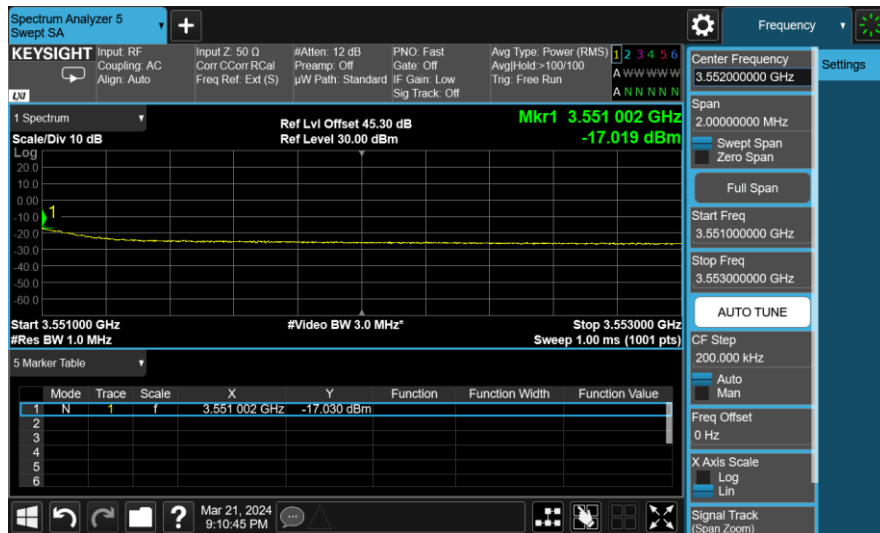 Spectrum Analyzer 5
Swept SA
Frequency
KEYSIGHT
LXI
Input: RF
Coupling: AC
Align: Auto
Input Z: 50 Ω
Corr CCorr RCal
Freq Ref: Ext (S)
#Atten: 12 dB
Preamp: Off
µW Path: Standard
PNO: Fast
Gate: Off
IF Gain: Low
Sig Track: Off
Avg Type: Power (RMS)
Avg|Hold:>100/100
Trig: Free Run
1 2 3 4 5 6
A W W W W W
A N N N N N
1 Spectrum
Scale/Div 10 dB
Ref Lvl Offset 45.30 dB
Ref Level 30.00 dBm
Mkr1 3.551 002 GHz
-17.019 dBm
Log
20.0
10.0
0.00
-10.0
-20.0
-30.0
-40.0
-50.0
-60.0
1
Start 3.551000 GHz
#Video BW 3.0 MHz*
Stop 3.553000 GHz
#Res BW 1.0 MHz
Sweep 1.00 ms (1001 pts)
5 Marker Table
Mode Trace Scale X Y Function Function Width Function Value
1 N 1 f 3.551 002 GHz -17.030 dBm
2
3
4
5
6
Mar 21, 2024
9:10:45 PM
Center Frequency
3.552000000 GHz
Span
2.00000000 MHz
Swept Span
Zero Span
Full Span
Start Freq
3.551000000 GHz
Stop Freq
3.553000000 GHz
AUTO TUNE
CF Step
200.000 kHz
Auto
Man
Freq Offset
0 Hz
X Axis Scale
Log
Lin
Signal Track
(Span Zoom)
Settings